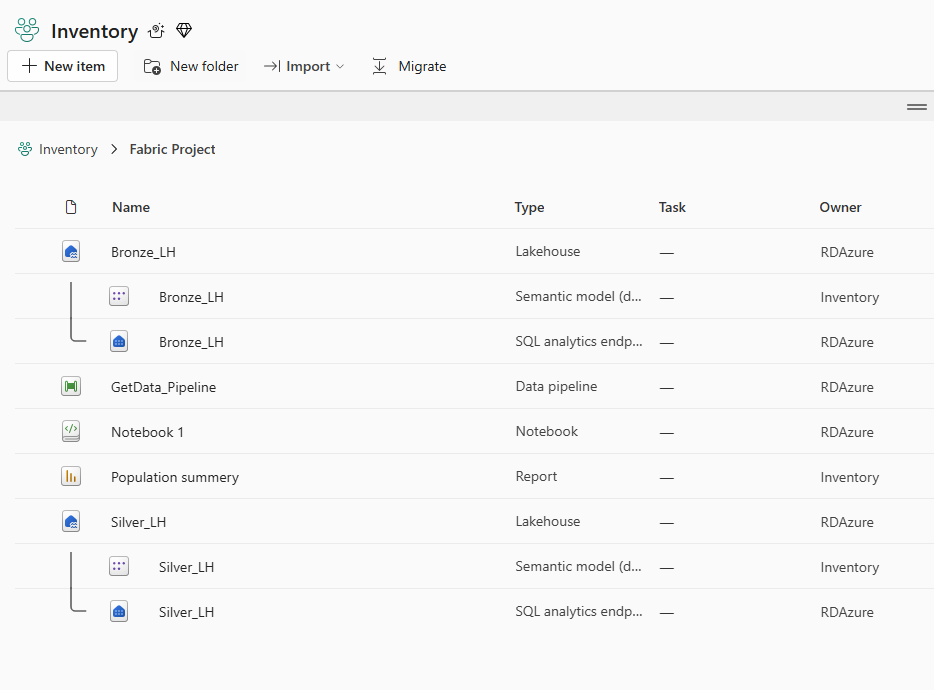 Inventory
New item New folder Import Migrate
Inventory > Fabric Project
Name Type Task Owner
Bronze_LH Lakehouse — RDAzure
Bronze_LH Semantic model (d... — Inventory
Bronze_LH SQL analytics endp... — RDAzure
GetData_Pipeline Data pipeline — RDAzure
Notebook 1 Notebook — RDAzure
Population summery Report — Inventory
Silver_LH Lakehouse — RDAzure
Silver_LH Semantic model (d... — Inventory
Silver_LH SQL analytics endp... — RDAzure